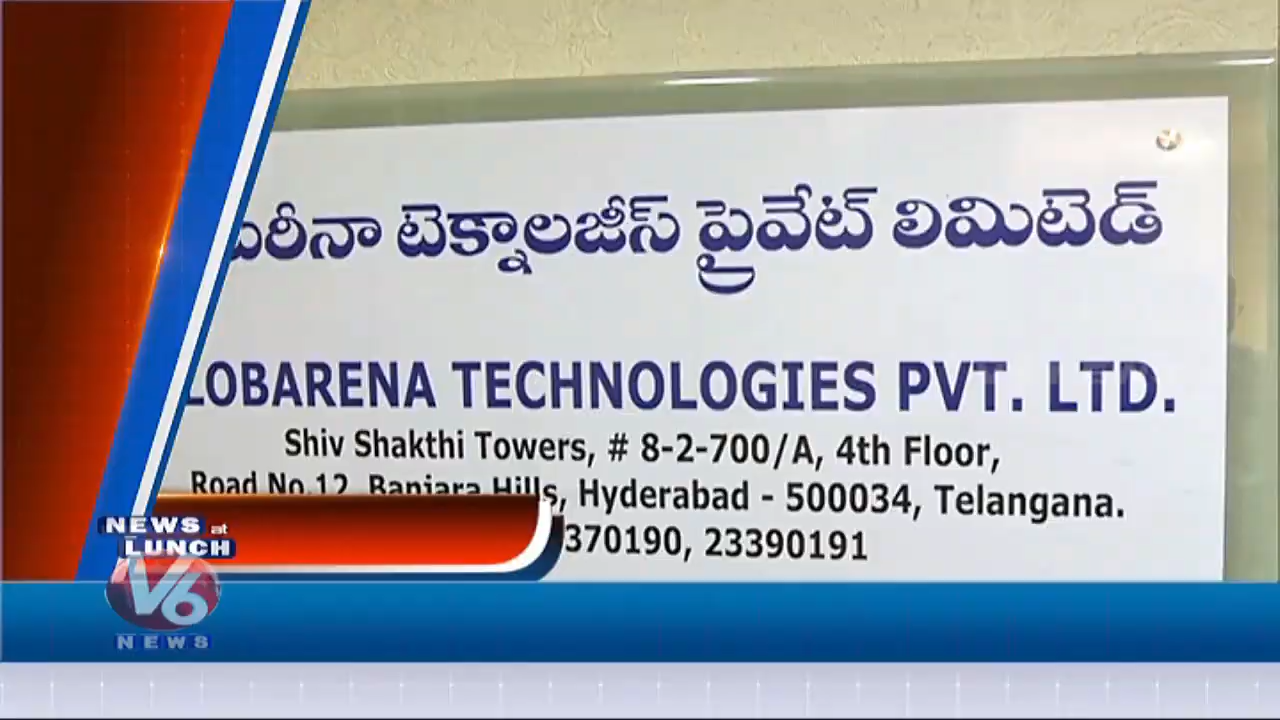 టెక్నాలజీస్ ప్రైవేట్ లిమిటెడ్
LOBARENA TECHNOLOGIES PVT. LTD.
Shiv Shakthi Towers, # 8-2-700/A, 4th Floor,
Road No.12, Banjara Hills, Hyderabad - 500034, Telangana.
370190, 23390191
NEWS at
LUNCH
V6
NEWS